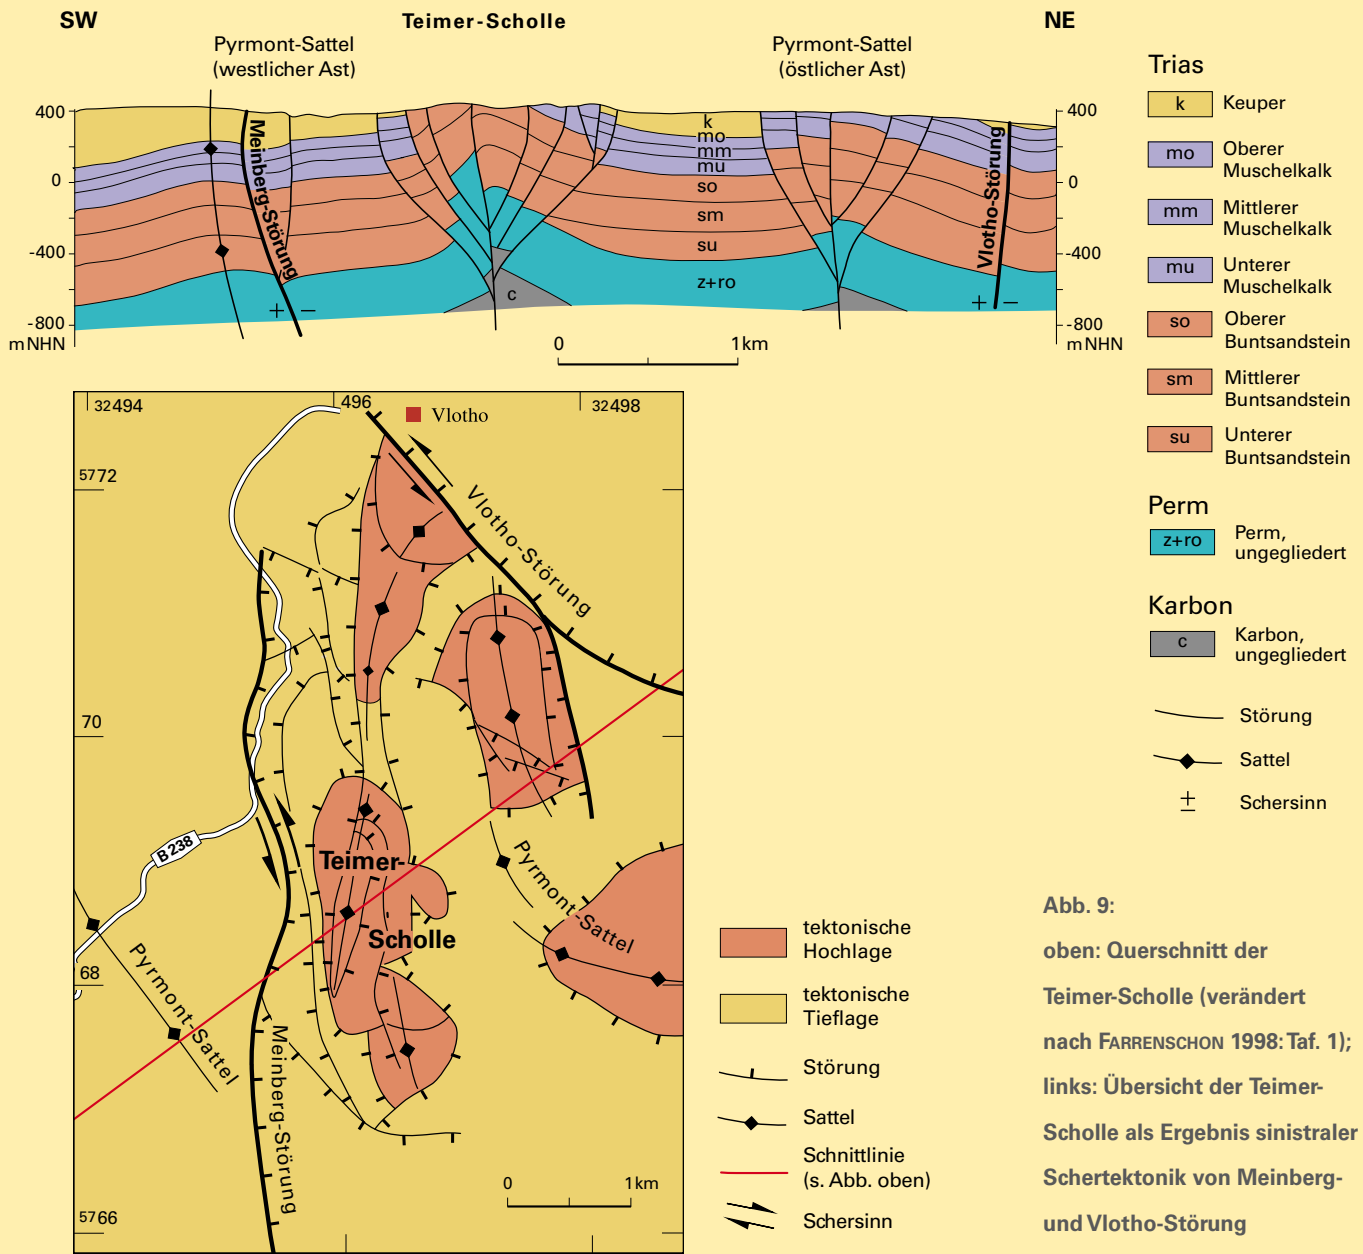 SW
Teimer-Scholle
NE
Pyrmont-Sattel
(westlicher Ast)
Pyrmont-Sattel
(östlicher Ast)
400
0
-400
-800
m NHN
400
0
-400
-800
m NHN
Meinberg-Störung
Vlotho-Störung
k
mo
mm
mu
so
sm
su
z+ro
c
+ −
+ −
0 1km
Trias
k Keuper
mo Oberer
Muschelkalk
mm Mittlerer
Muschelkalk
mu Unterer
Muschelkalk
so Oberer
Buntsandstein
sm Mittlerer
Buntsandstein
su Unterer
Buntsandstein
Perm
z+ro Perm,
ungegliedert
Karbon
c Karbon,
ungegliedert
Störung
Sattel
± Schersinn
32494
496
32498
Vlotho
5772
70
68
5766
Vlotho-Störung
B 238
Teimer-
Scholle
Pyrmont-Sattel
Pyrmont-Sattel
Meinberg-Störung
0 1km
tektonische
Hochlage
tektonische
Tieflage
Störung
Sattel
Schnittlinie
(s. Abb. oben)
Schersinn
Abb. 9:
oben: Querschnitt der
Teimer-Scholle (verändert
nach FARRENSCHON 1998: Taf. 1);
links: Übersicht der Teimer-
Scholle als Ergebnis sinistraler
Schertektonik von Meinberg-
und Vlotho-Störung